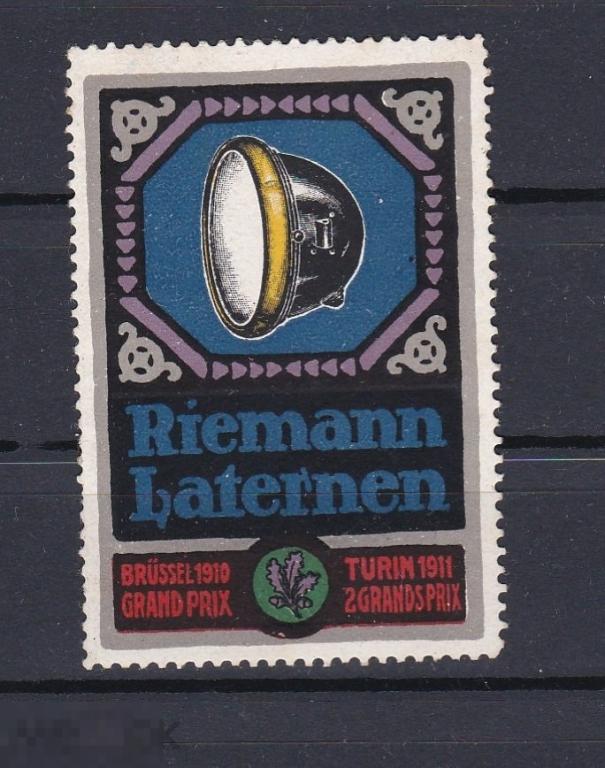 Riemann
Laternen
BRÜSSEL 1910
GRAND PRIX
TURIN 1911
2 GRANDS PRIX